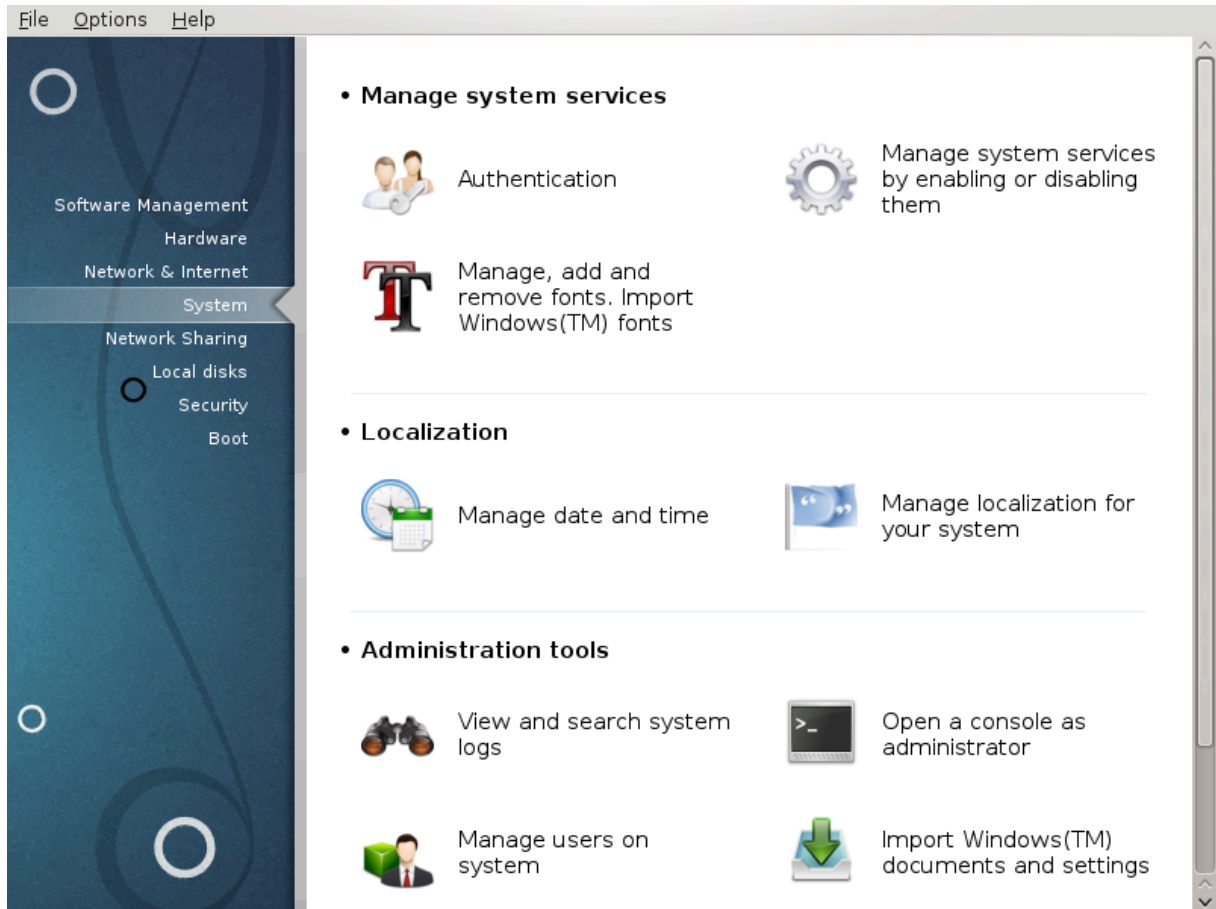 File Options Help
Software Management
Hardware
Network & Internet
System
Network Sharing
Local disks
Security
Boot
• Manage system services
Authentication
Manage system services
by enabling or disabling
them
Manage, add and
remove fonts. Import
Windows(TM) fonts
• Localization
Manage date and time
Manage localization for
your system
• Administration tools
View and search system
logs
>_
Open a console as
administrator
Manage users on
system
Import Windows(TM)
documents and settings